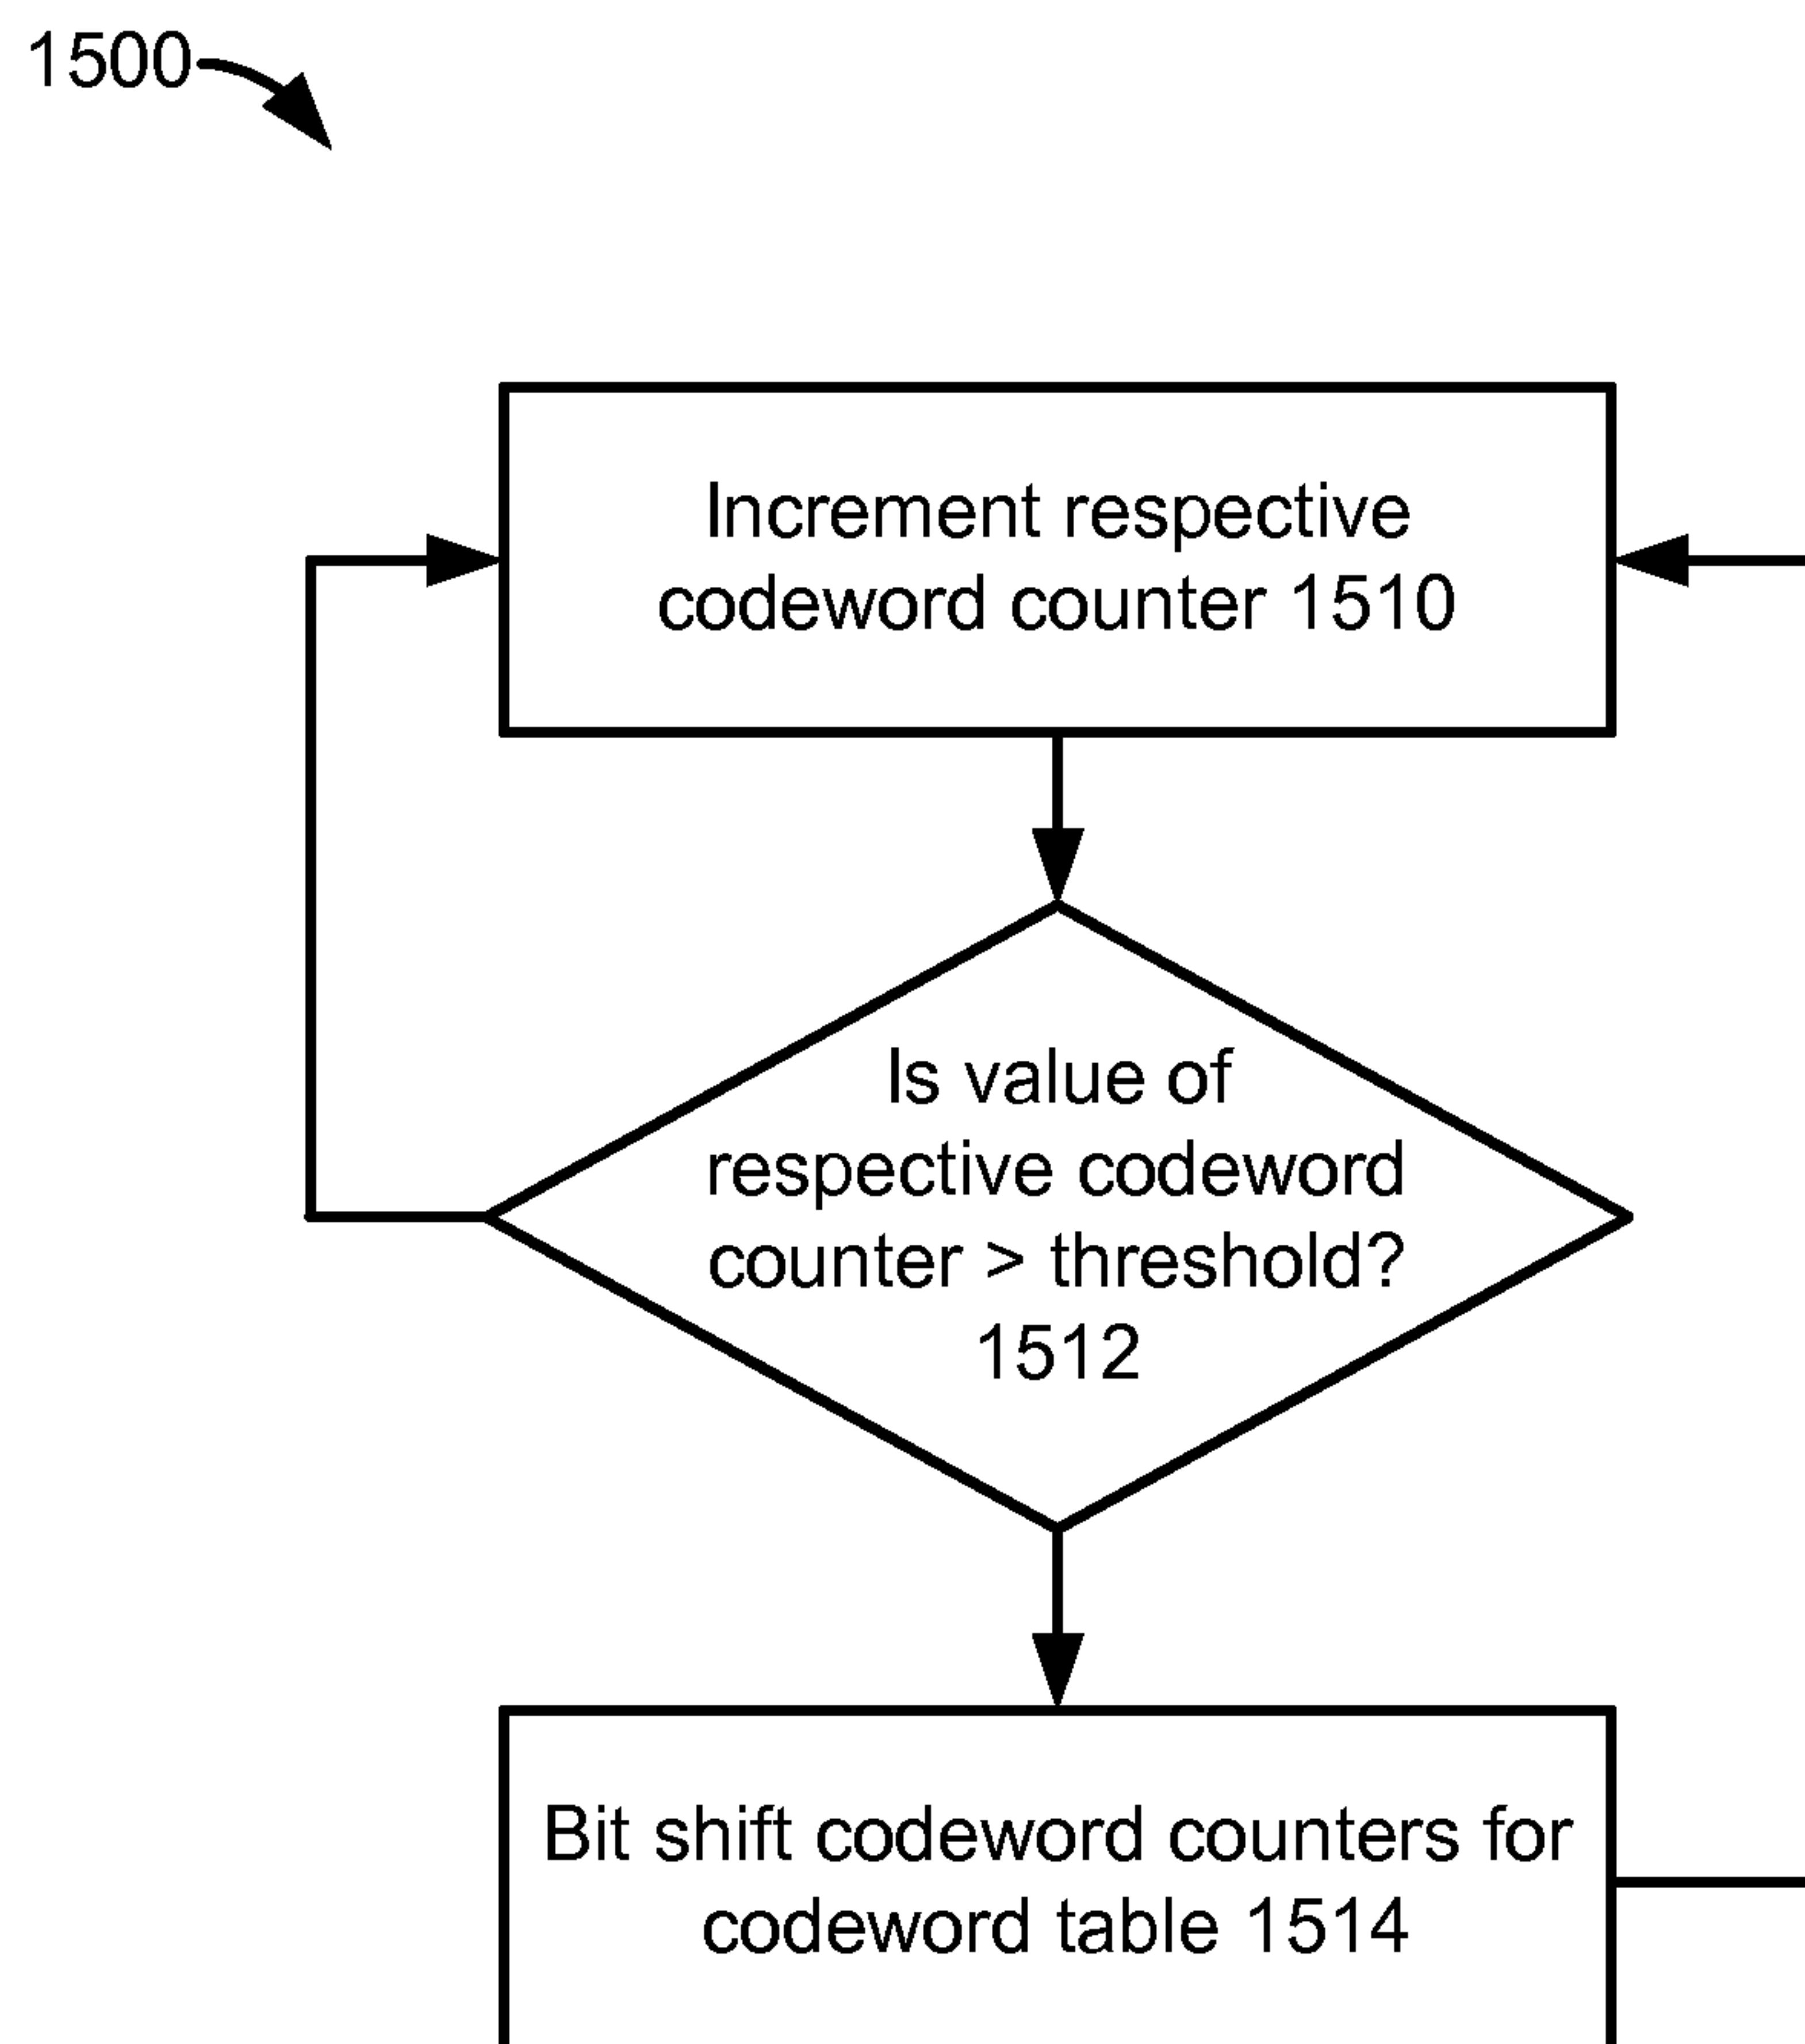 1500
Increment respective
codeword counter 1510
Is value of
respective codeword
counter > threshold?
1512
Bit shift codeword counters for
codeword table 1514